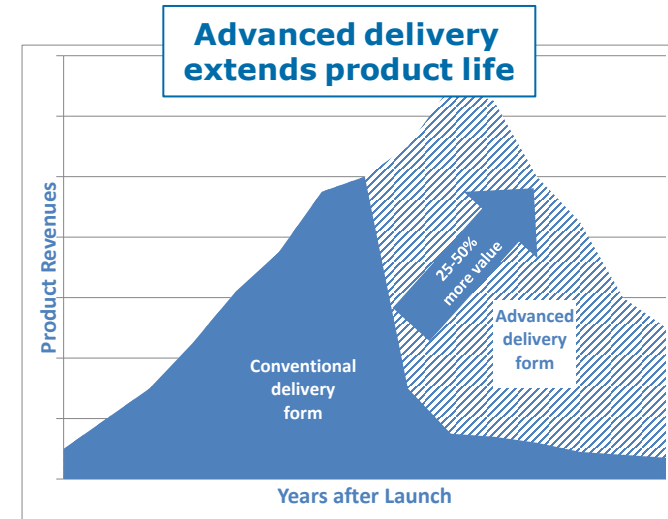 Advanced delivery
extends product life
Product Revenues
25-50%
more value
Conventional
delivery
form
Advanced
delivery
form
Years after Launch